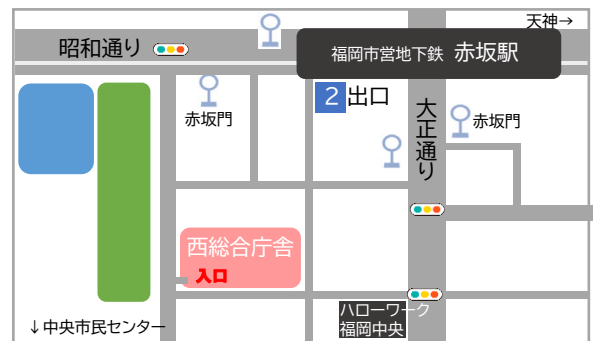 天神→
昭和通り
福岡市営地下鉄 赤坂駅
2 出口
赤坂門
大正通り
赤坂門
西総合庁舎
入口
ハローワーク
福岡中央
↓中央市民センター